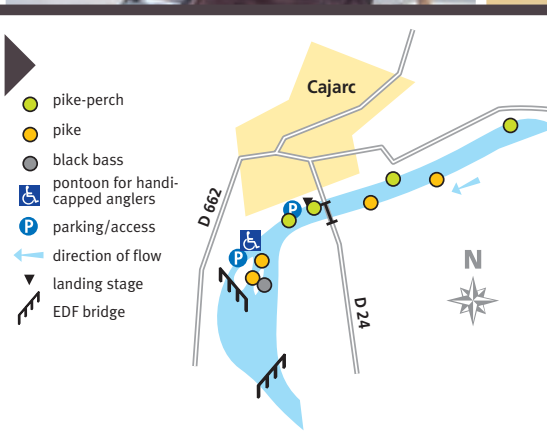 Cajarc
pike-perch
pike
black bass
pontoon for handi-
capped anglers
P
parking/access
direction of flow
landing stage
EDF bridge
D 662
P
P
D 24
N